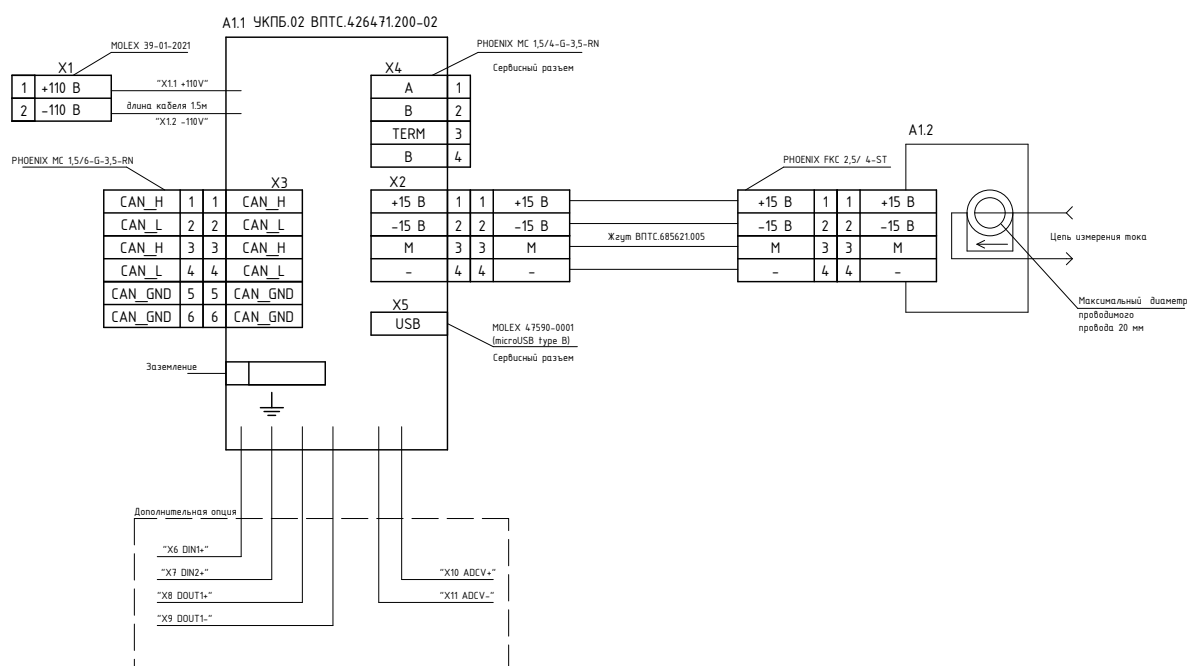 A1.1 УКПБ.02 ВПТС.426471.200-02
MOLEX 39-01-2021
X1
1 +110 В
2 -110 В
"X1.1 +110V"
длина кабеля 1.5м
"X1.2 -110V"
PHOENIX MC 1,5/4-G-3,5-RN
Сервисный разъем
X4
A 1
B 2
TERM 3
B 4
PHOENIX MC 1,5/6-G-3,5-RN
X3
CAN_H 1 1 CAN_H
CAN_L 2 2 CAN_L
CAN_H 3 3 CAN_H
CAN_L 4 4 CAN_L
CAN_GND 5 5 CAN_GND
CAN_GND 6 6 CAN_GND
X2
+15 В 1 1 +15 В
-15 В 2 2 -15 В
M 3 3 M
- 4 4 -
Жгут ВПТС.685621.005
PHOENIX FKC 2,5/ 4-ST
+15 В 1 1 +15 В
-15 В 2 2 -15 В
M 3 3 M
- 4 4 -
A1.2
Цепь измерения тока
Максимальный диаметр
проводимого
провода 20 мм
X5
USB
MOLEX 47590-0001
(microUSB type B)
Сервисный разъем
Заземление
Дополнительная опция
"X6 DIN1+"
"X7 DIN2+"
"X8 DOUT1+"
"X9 DOUT1-"
"X10 ADCV+"
"X11 ADCV-"